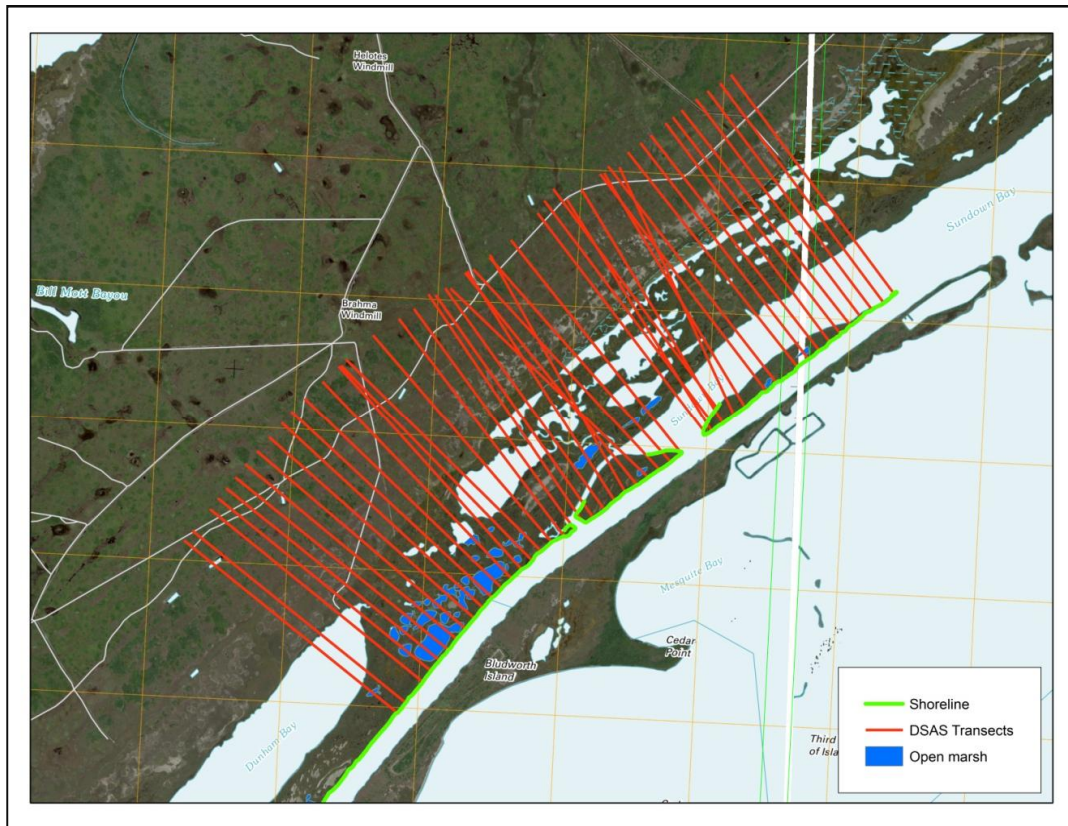 Helotes
Windmill
Sundown Bay
Bill Mott Bayou
Brahma
Windmill
Mesquite Bay
Cedar
Point
Bludworth
Island
Dunham Bay
Third
of Isla
Shoreline
DSAS Transects
Open marsh